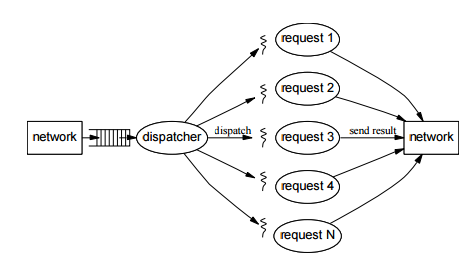 request 1
request 2
network
dispatcher
dispatch
request 3
send result
network
request 4
request N